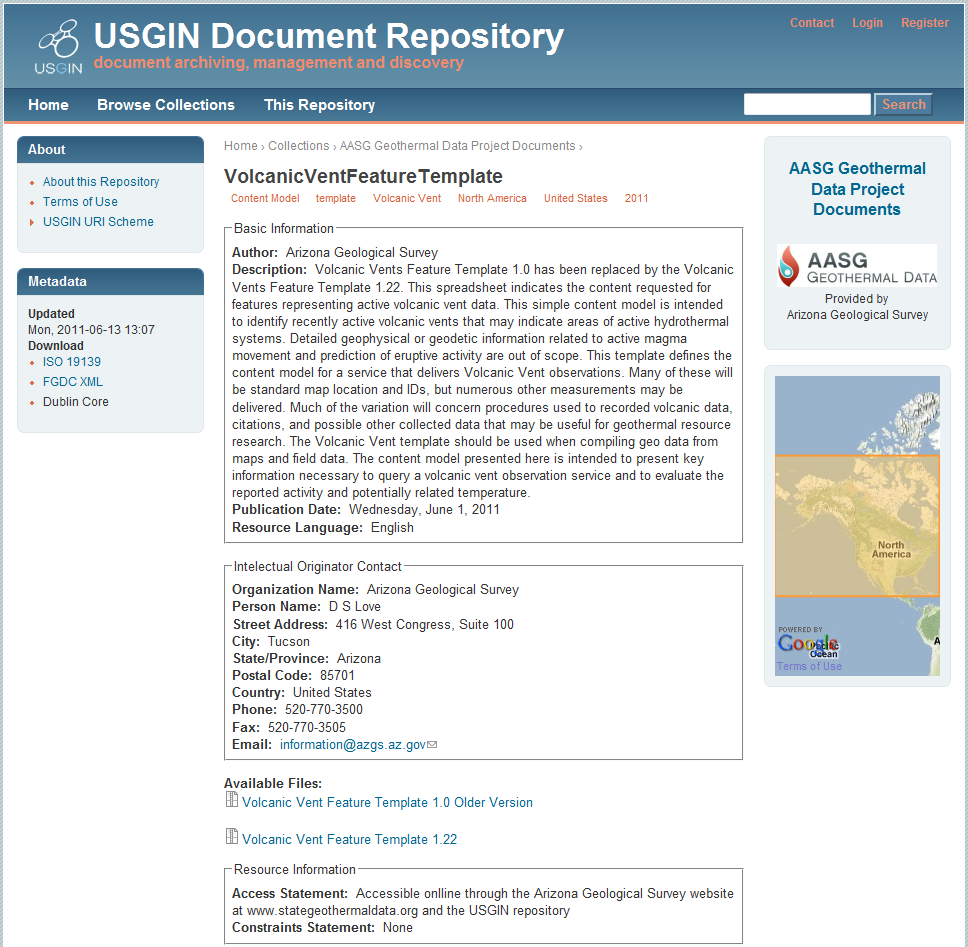 USGIN
USGIN Document Repository
document archiving, management and discovery
Contact Login Register
Home Browse Collections This Repository
Search
About
About this Repository
Terms of Use
USGIN URI Scheme
Metadata
Updated
Mon, 2011-06-13 13:07
Download
ISO 19139
FGDC XML
Dublin Core
Home › Collections › AASG Geothermal Data Project Documents ›
VolcanicVentFeatureTemplate
Content Model template Volcanic Vent North America United States 2011
Basic Information
Author: Arizona Geological Survey
Description: Volcanic Vents Feature Template 1.0 has been replaced by the Volcanic
Vents Feature Template 1.22. This spreadsheet indicates the content requested for
features representing active volcanic vent data. This simple content model is intended
to identify recently active volcanic vents that may indicate areas of active hydrothermal
systems. Detailed geophysical or geodetic information related to active magma
movement and prediction of eruptive activity are out of scope. This template defines the
content model for a service that delivers Volcanic Vent observations. Many of these will
be standard map location and IDs, but numerous other measurements may be
delivered. Much of the variation will concern procedures used to recorded volcanic data,
citations, and possible other collected data that may be useful for geothermal resource
research. The Volcanic Vent template should be used when compiling geo data from
maps and field data. The content model presented here is intended to present key
information necessary to query a volcanic vent observation service and to evaluate the
reported activity and potentially related temperature.
Publication Date: Wednesday, June 1, 2011
Resource Language: English
Intelectual Originator Contact
Organization Name: Arizona Geological Survey
Person Name: D S Love
Street Address: 416 West Congress, Suite 100
City: Tucson
State/Province: Arizona
Postal Code: 85701
Country: United States
Phone: 520-770-3500
Fax: 520-770-3505
Email: information@azgs.az.gov
Available Files:
Volcanic Vent Feature Template 1.0 Older Version
Volcanic Vent Feature Template 1.22
Resource Information
Access Statement: Accessible onlline through the Arizona Geological Survey website
at www.stategeothermaldata.org and the USGIN repository
Constraints Statement: None
AASG Geothermal
Data Project
Documents
AASG
GEOTHERMAL DATA
Provided by
Arizona Geological Survey
North
America
POWERED BY
Google
Pacific
Ocean
A
Terms of Use